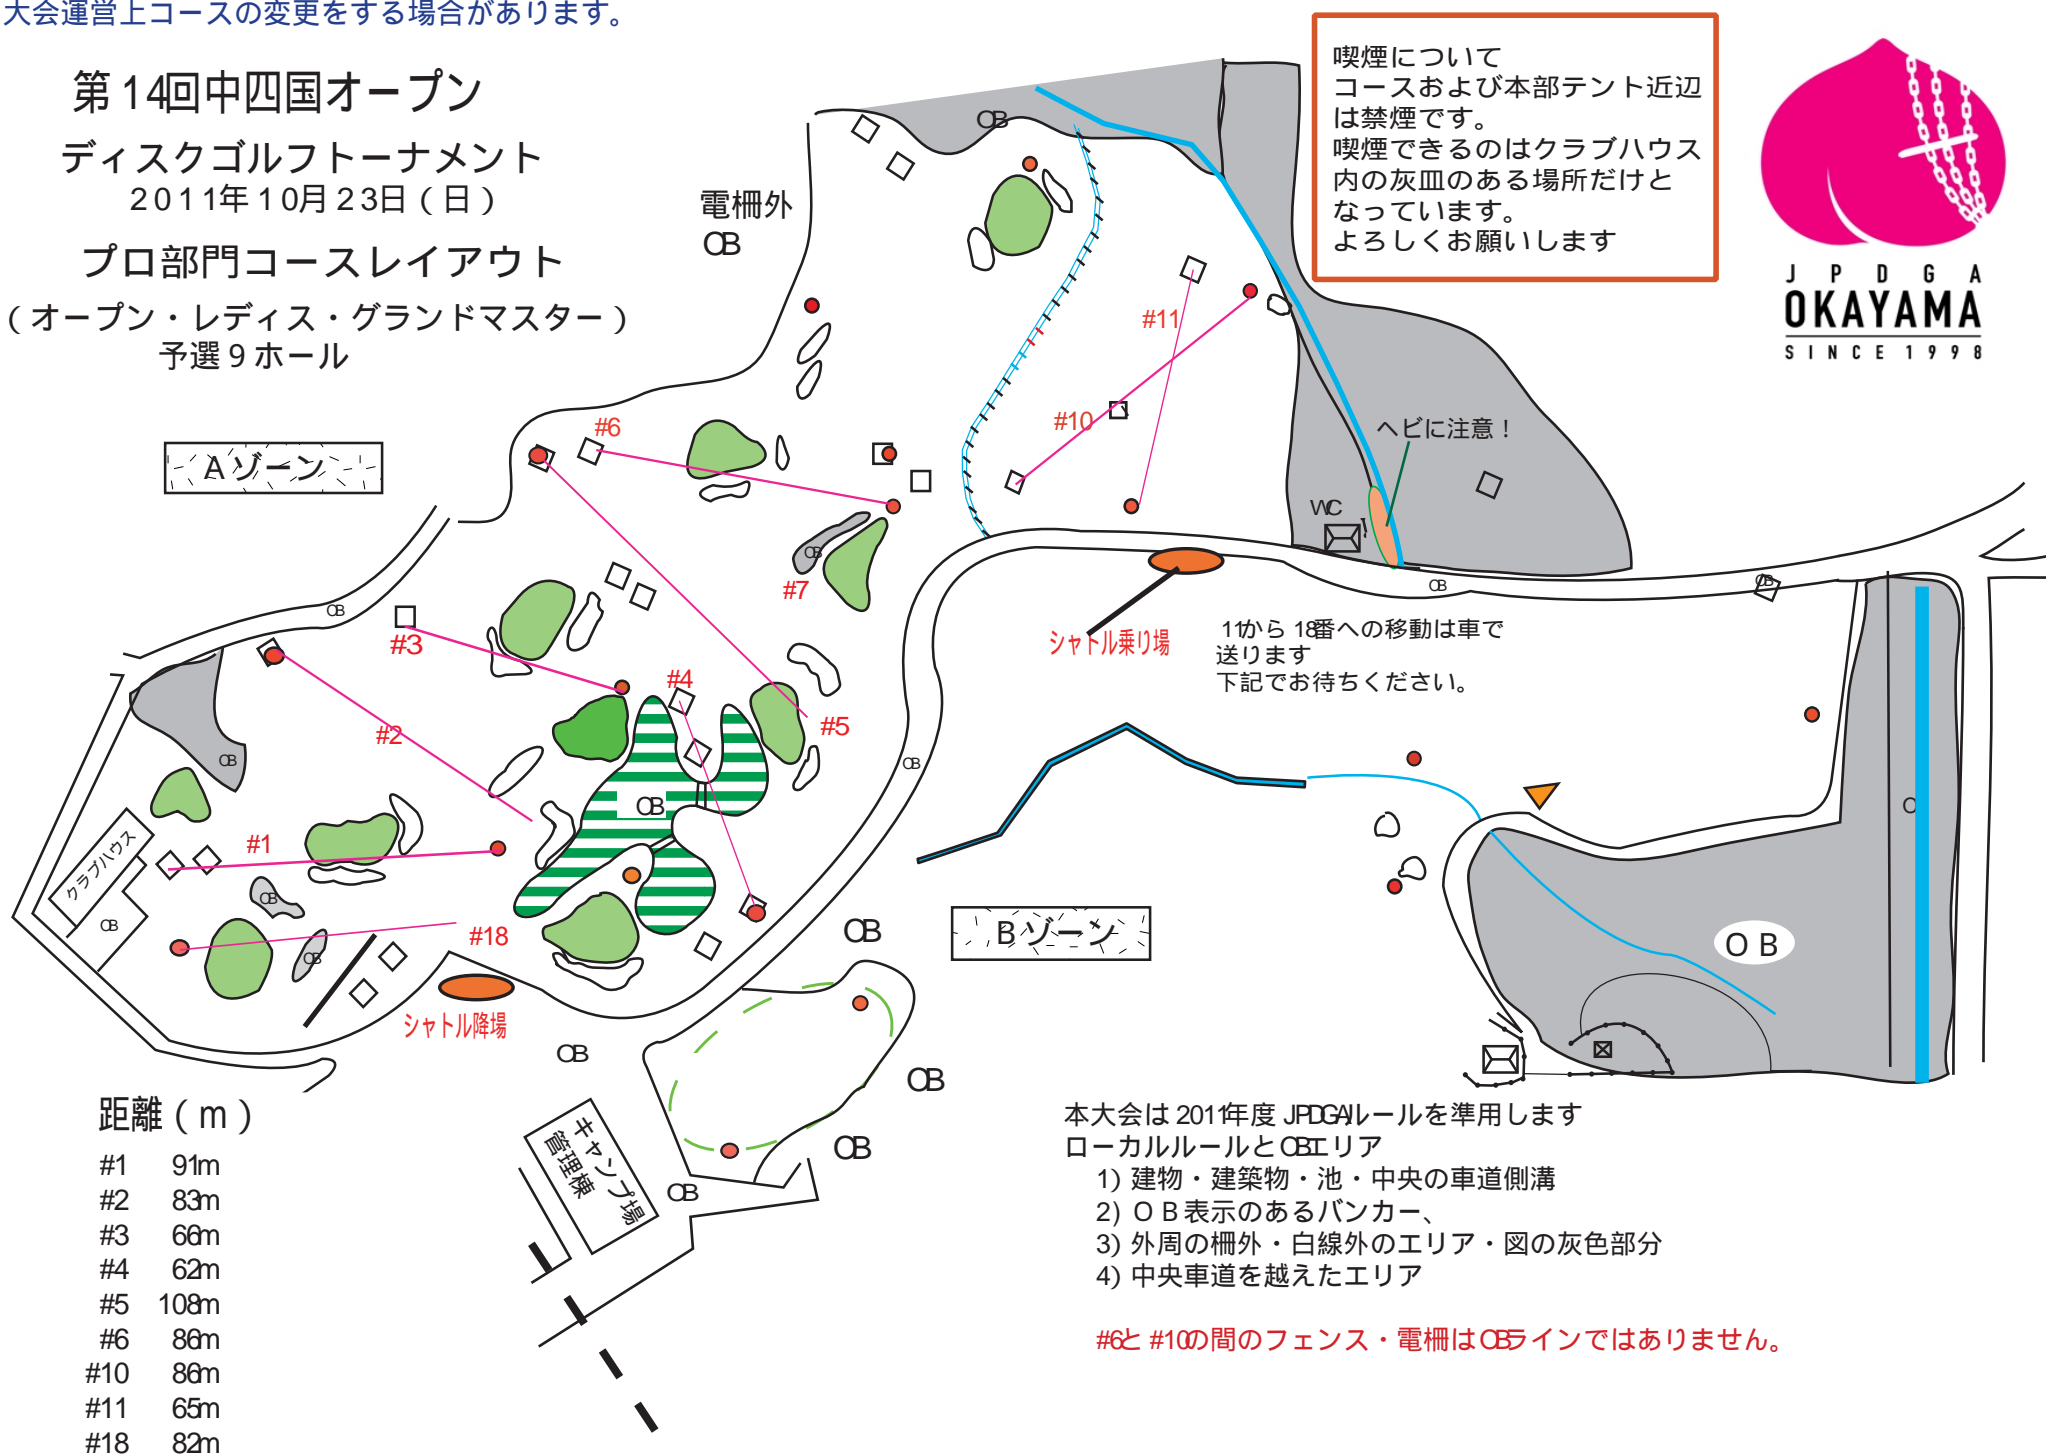 大会運営上コースの変更をする場合があります。
第14回中四国オープン
ディスクゴルフトーナメント
2011年10月23日(日)
プロ部門コースレイアウト
(オープン・レディス・グランドマスター)
予選9ホール
喫煙について
コースおよび本部テント近辺
は禁煙です。
喫煙できるのはクラブハウス
内の灰皿のある場所だけと
なっています。
よろしくお願いします
JPDGA
OKAYAMA
SINCE 1998
電柵外
OB
OB
#11
#10
#6
ヘビに注意!
Aゾーン
WC
OB
#7
OB
OB
OB
#3
シャトル乗り場
11から18番への移動は車で
送ります
下記でお待ちください。
#4
#5
#2
OB
OB
OB
O
#1
クラブハウス
OB
OB
OB
#18
OB
Bゾーン
OB
シャトル降場
OB
OB
OB
OB
キャンプ場
管理棟
距離(m)
#1 91m
#2 83m
#3 66m
#4 62m
#5 108m
#6 86m
#10 86m
#11 65m
#18 82m
本大会は2011年度JPDGAルールを準用します
ローカルルールとOBエリア
1) 建物・建築物・池・中央の車道側溝
2) OB表示のあるバンカー、
3) 外周の柵外・白線外のエリア・図の灰色部分
4) 中央車道を越えたエリア
#6と#10の間のフェンス・電柵はOBラインではありません。